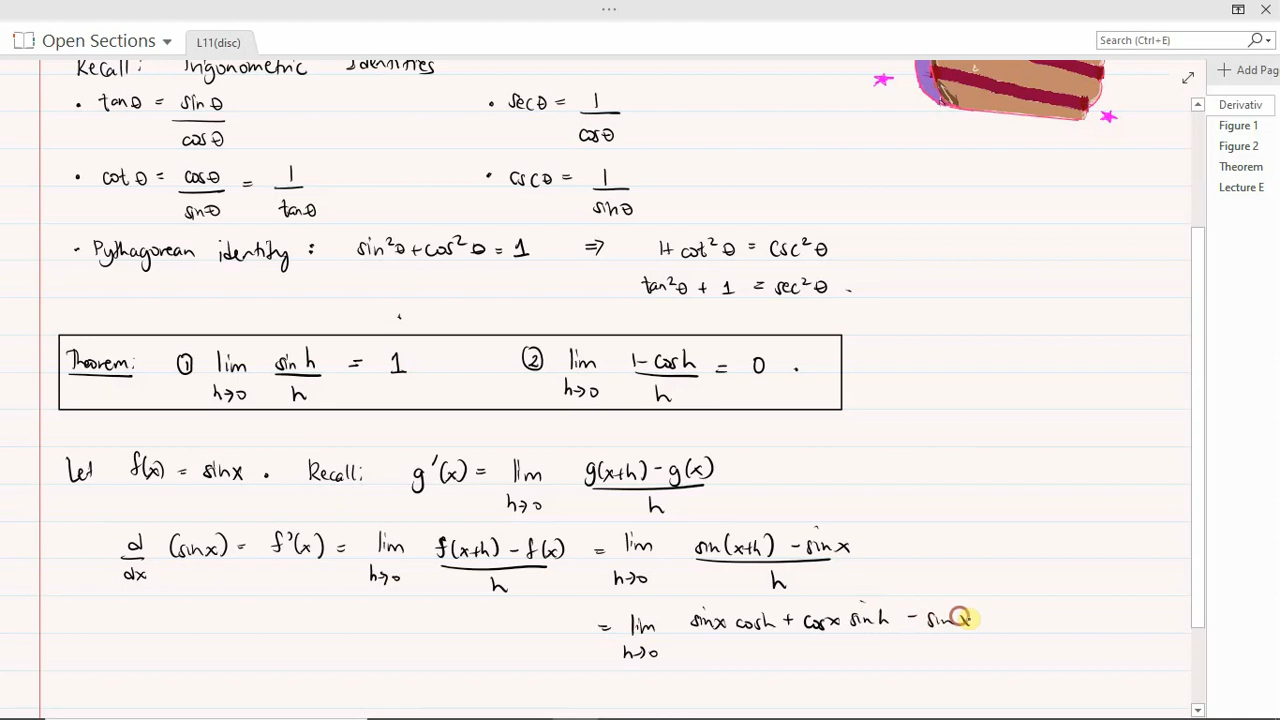 Open Sections
L11(disc)
Search (Ctrl+E)
Add Pag
Derivativ
Figure 1
Figure 2
Theorem
Lecture E
Recall: Trigonometric Identities
• tanθ = sinθ / cosθ • secθ = 1 / cosθ
• cotθ = cosθ / sinθ = 1 / tanθ • cscθ = 1 / sinθ
• Pythagorean identity: sin²θ + cos²θ = 1 ⇒ 1+ cot²θ = csc²θ
tan²θ + 1 = sec²θ .
Theorem: ① lim h→0 sin h / h = 1 ② lim h→0 1-cosh / h = 0 .
Let f(x) = sinx . Recall: g'(x) = lim h→0 g(x+h) - g(x) / h
d/dx (sinx) = f'(x) = lim h→0 f(x+h) - f(x) / h = lim h→0 sin(x+h) - sinx / h
= lim h→0 sinx cosh + cosx sinh - sinx